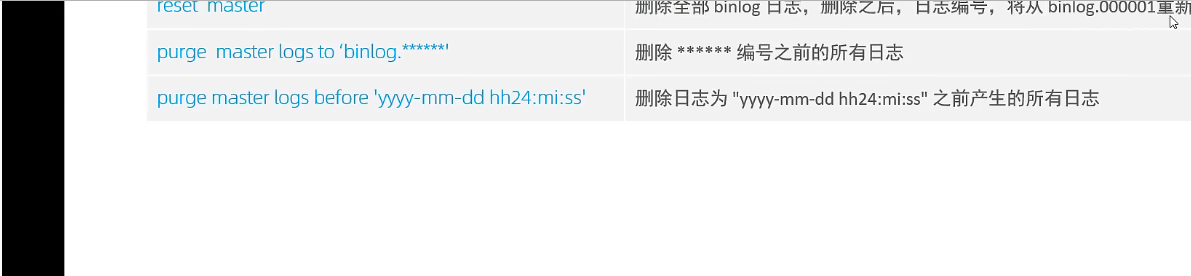 reset master
删除全部 binlog 日志，删除之后，日志编号，将从 binlog.000001重新
purge master logs to ‘binlog.******'
删除 ****** 编号之前的所有日志
purge master logs before 'yyyy-mm-dd hh24:mi:ss'
删除日志为 "yyyy-mm-dd hh24:mi:ss" 之前产生的所有日志